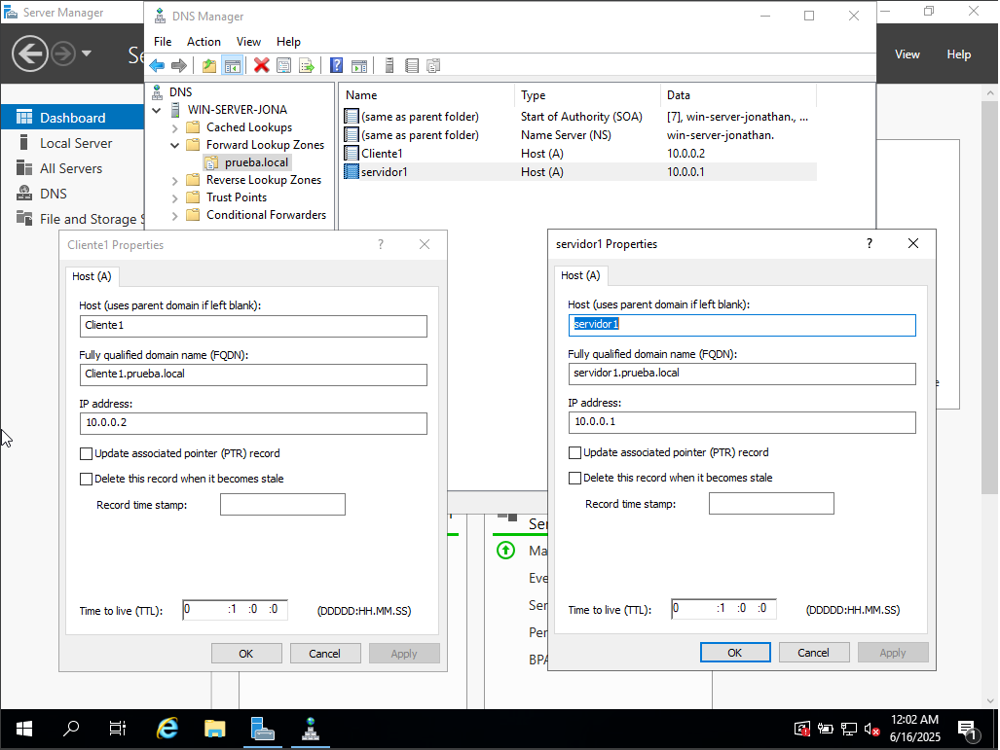 Server Manager
DNS Manager
View
Help
File Action View Help
Dashboard
Local Server
All Servers
DNS
File and Storage S
DNS
WIN-SERVER-JONA
Cached Lookups
Forward Lookup Zones
prueba.local
Reverse Lookup Zones
Trust Points
Conditional Forwarders
Name Type Data
(same as parent folder) Start of Authority (SOA) [7], win-server-jonathan., ...
(same as parent folder) Name Server (NS) win-server-jonathan.
Cliente1 Host (A) 10.0.0.2
servidor1 Host (A) 10.0.0.1
Cliente1 Properties
Host (A)
Host (uses parent domain if left blank):
Cliente1
Fully qualified domain name (FQDN):
Cliente1.prueba.local
IP address:
10.0.0.2
Update associated pointer (PTR) record
Delete this record when it becomes stale
Record time stamp:
Time to live (TTL): 0 :1 :0 :0 (DDDDD:HH.MM.SS)
OK Cancel Apply
servidor1 Properties
Host (A)
Host (uses parent domain if left blank):
servidor1
Fully qualified domain name (FQDN):
servidor1.prueba.local
IP address:
10.0.0.1
Update associated pointer (PTR) record
Delete this record when it becomes stale
Record time stamp:
Time to live (TTL): 0 :1 :0 :0 (DDDDD:HH.MM.SS)
OK Cancel Apply
Ser
Ma
Eve
Ser
Per
BPA
12:02 AM
6/16/2025
1